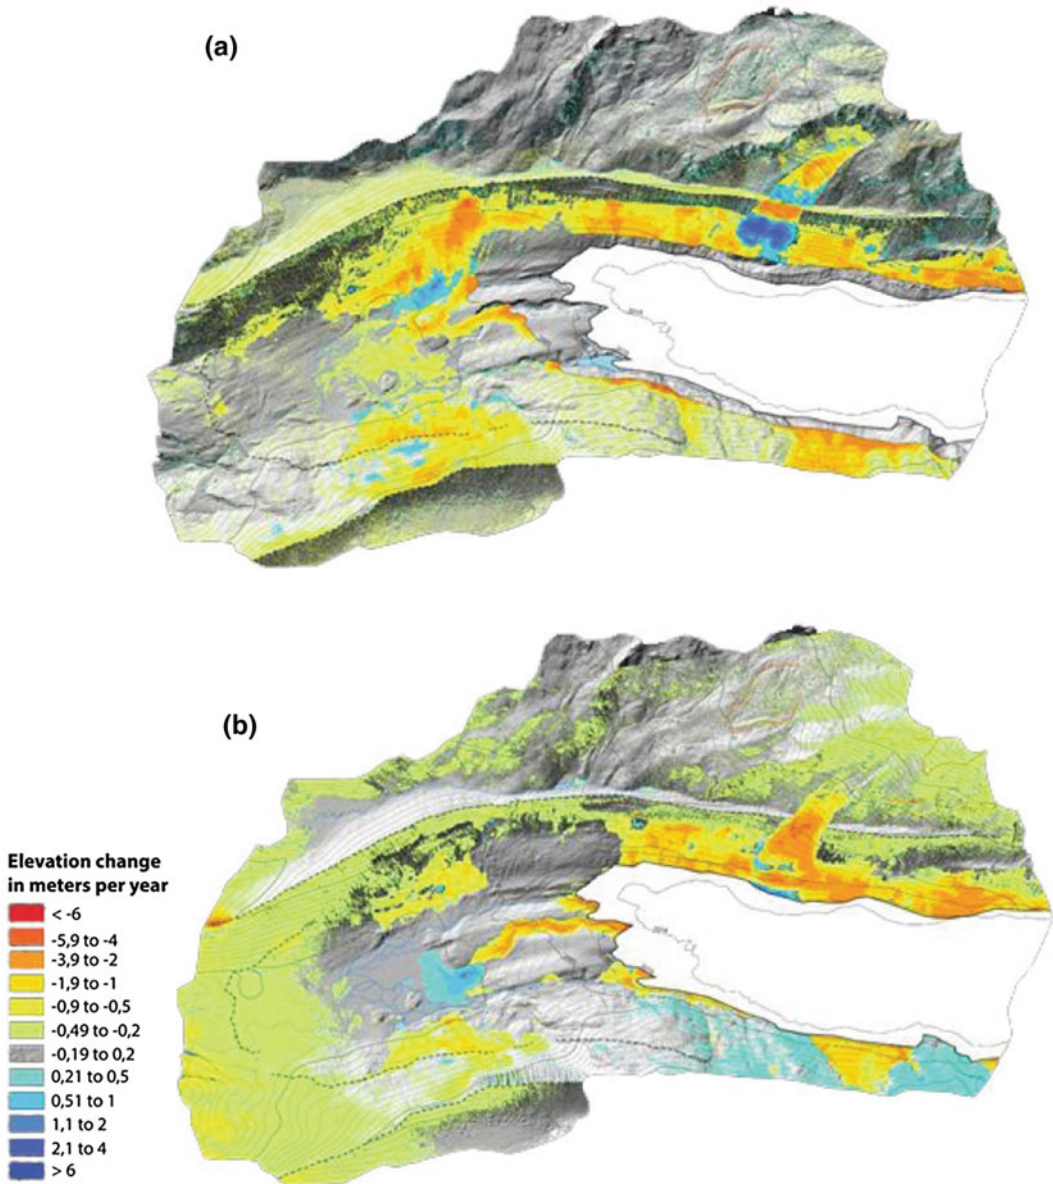 (a)
(b)
Elevation change
in meters per year
< -6
-5,9 to -4
-3,9 to -2
-1,9 to -1
-0,9 to -0,5
-0,49 to -0,2
-0,19 to 0,2
0,21 to 0,5
0,51 to 1
1,1 to 2
2,1 to 4
> 6